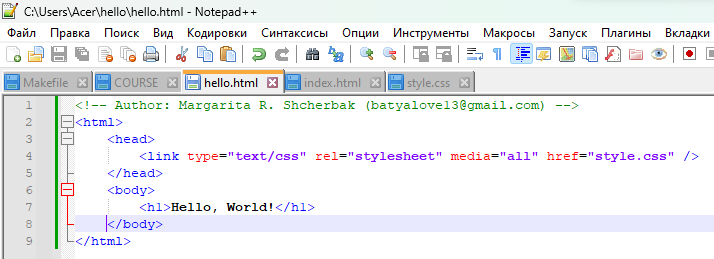 C:\Users\Acer\hello\hello.html - Notepad++
Файл Правка Поиск Вид Кодировки Синтаксисы Опции Инструменты Макросы Запуск Плагины Вкладки
Makefile COURSE hello.html index.html style.css
1 <!-- Author: Margarita R. Shcherbak (batyalove13@gmail.com) -->
2 <html>
3 <head>
4 <link type="text/css" rel="stylesheet" media="all" href="style.css" />
5 </head>
6 <body>
7 <h1>Hello, World!</h1>
8 </body>
9 </html>